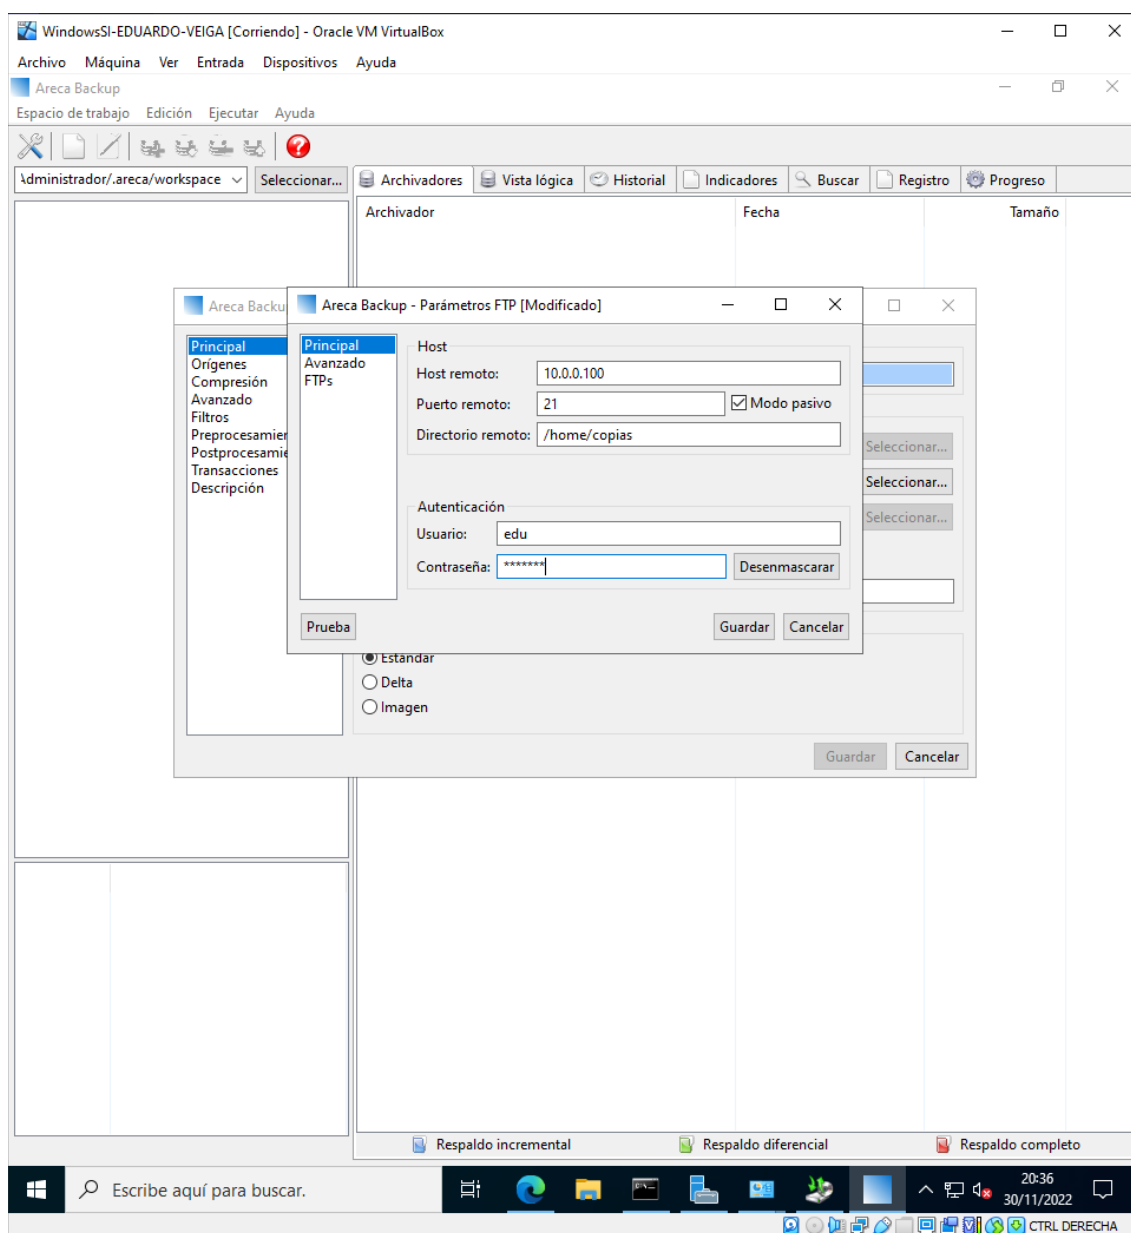 WindowsSI-EDUARDO-VEIGA [Corriendo] - Oracle VM VirtualBox
Archivo Máquina Ver Entrada Dispositivos Ayuda
Areca Backup
Espacio de trabajo Edición Ejecutar Ayuda
Administrador/.areca/workspace Seleccionar... Archivadores Vista lógica Historial Indicadores Buscar Registro Progreso
Archivador Fecha Tamaño
Areca Backu
Areca Backup - Parámetros FTP [Modificado]
Principal
Orígenes
Compresión
Avanzado
Filtros
Preprocesamien
Postprocesamie
Transacciones
Descripción
Principal
Avanzado
FTPs
Host
Host remoto: 10.0.0.100
Puerto remoto: 21 Modo pasivo
Directorio remoto: /home/copias
Autenticación
Usuario: edu
Contraseña: *******
Desenmascarar
Prueba Guardar Cancelar
Seleccionar...
Seleccionar...
Seleccionar...
Estándar
Delta
Imagen
Guardar Cancelar
Respaldo incremental Respaldo diferencial Respaldo completo
Escribe aquí para buscar.
20:36
30/11/2022
CTRL DERECHA